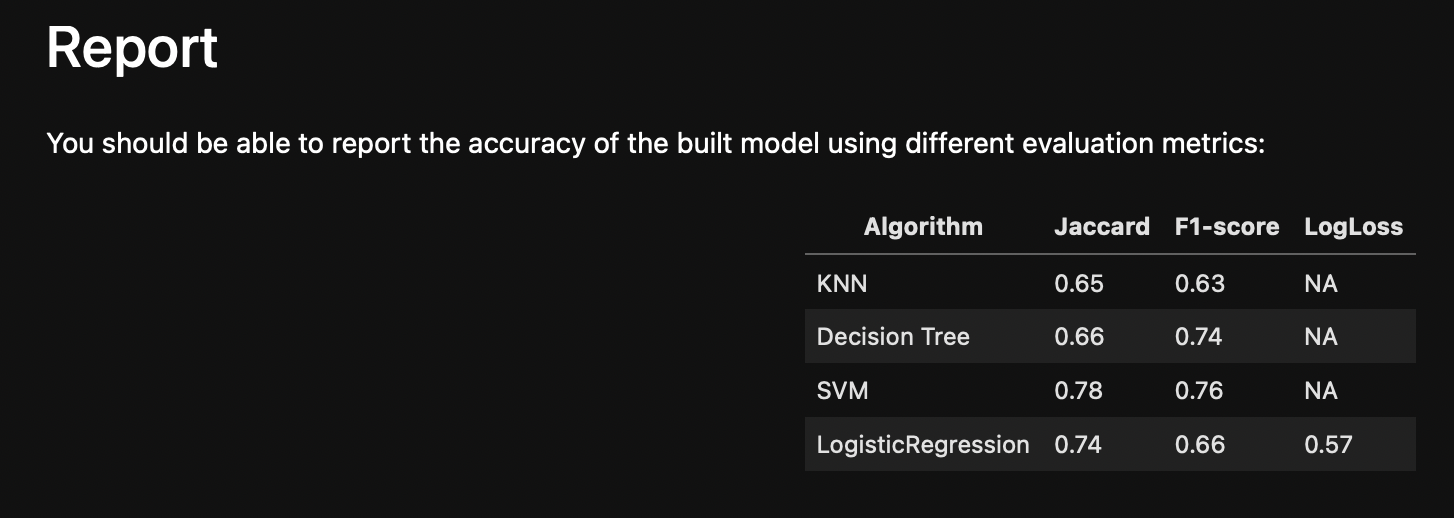 Report
You should be able to report the accuracy of the built model using different evaluation metrics:
Algorithm Jaccard F1-score LogLoss
KNN 0.65 0.63 NA
Decision Tree 0.66 0.74 NA
SVM 0.78 0.76 NA
LogisticRegression 0.74 0.66 0.57